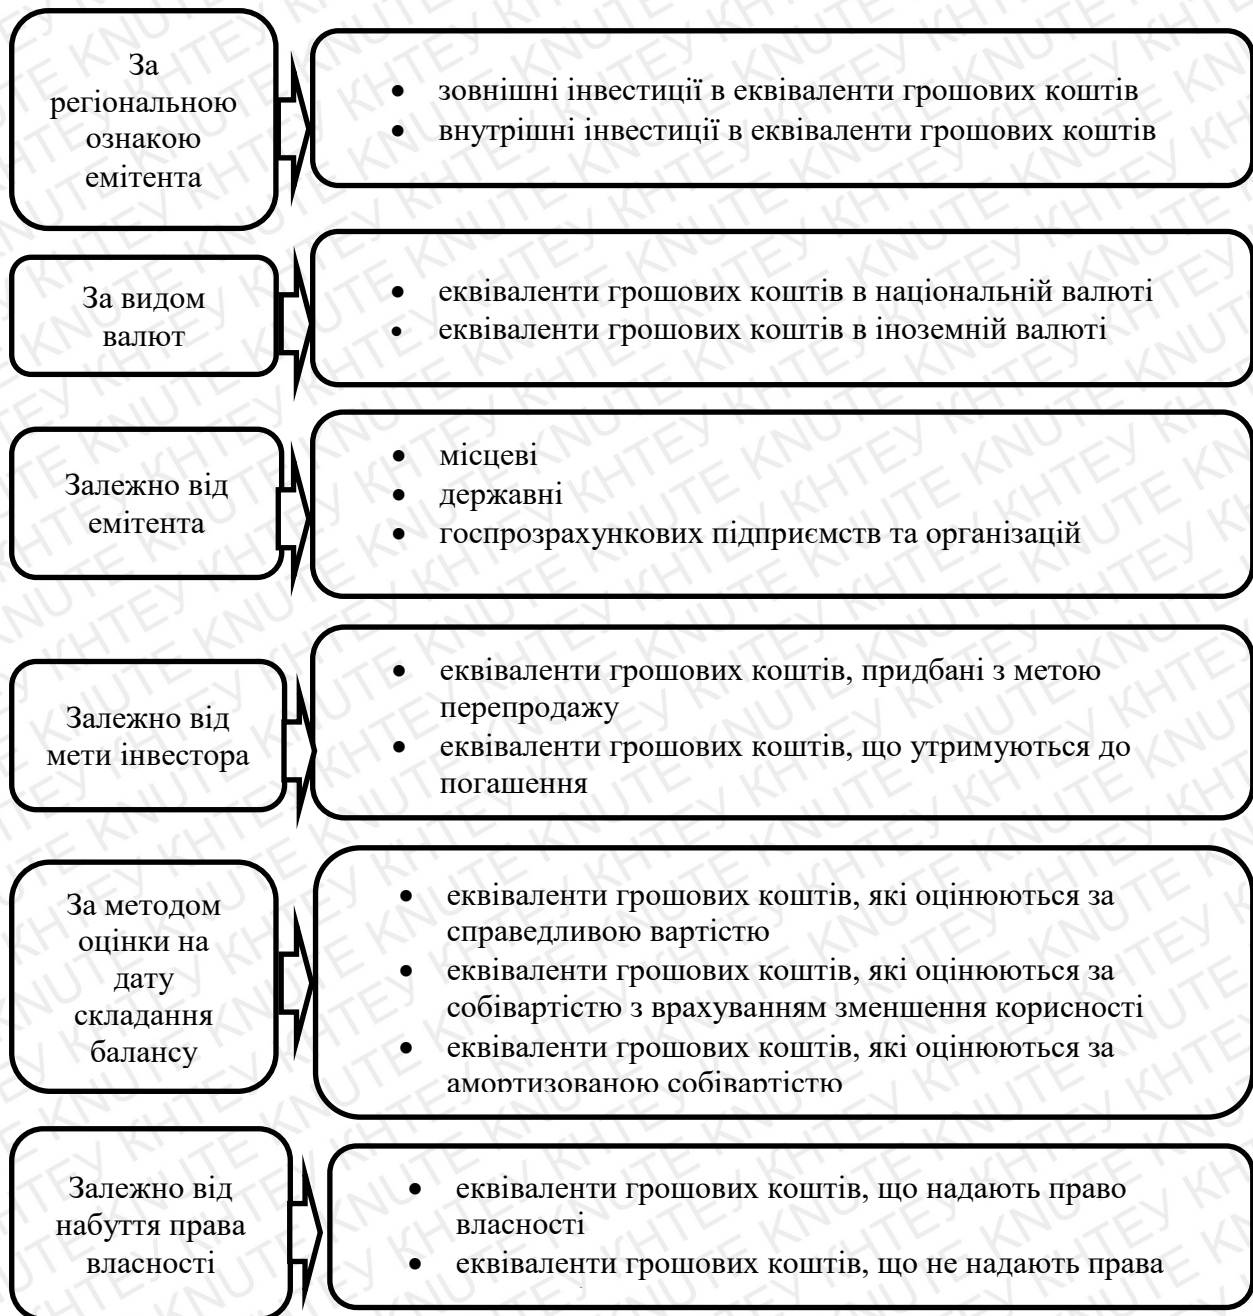 За
регіональною
ознакою
емітента
• зовнішні інвестиції в еквіваленти грошових коштів
• внутрішні інвестиції в еквіваленти грошових коштів
За видом
валют
• еквіваленти грошових коштів в національній валюті
• еквіваленти грошових коштів в іноземній валюті
Залежно від
емітента
• місцеві
• державні
• госпрозрахункових підприємств та організацій
Залежно від
мети інвестора
• еквіваленти грошових коштів, придбані з метою
перепродажу
• еквіваленти грошових коштів, що утримуються до
погашення
За методом
оцінки на
дату
складання
балансу
• еквіваленти грошових коштів, які оцінюються за
справедливою вартістю
• еквіваленти грошових коштів, які оцінюються за
собівартістю з врахуванням зменшення корисності
• еквіваленти грошових коштів, які оцінюються за
амортизованою собівартістю
Залежно від
набуття права
власності
• еквіваленти грошових коштів, що надають право
власності
• еквіваленти грошових коштів, що не надають права